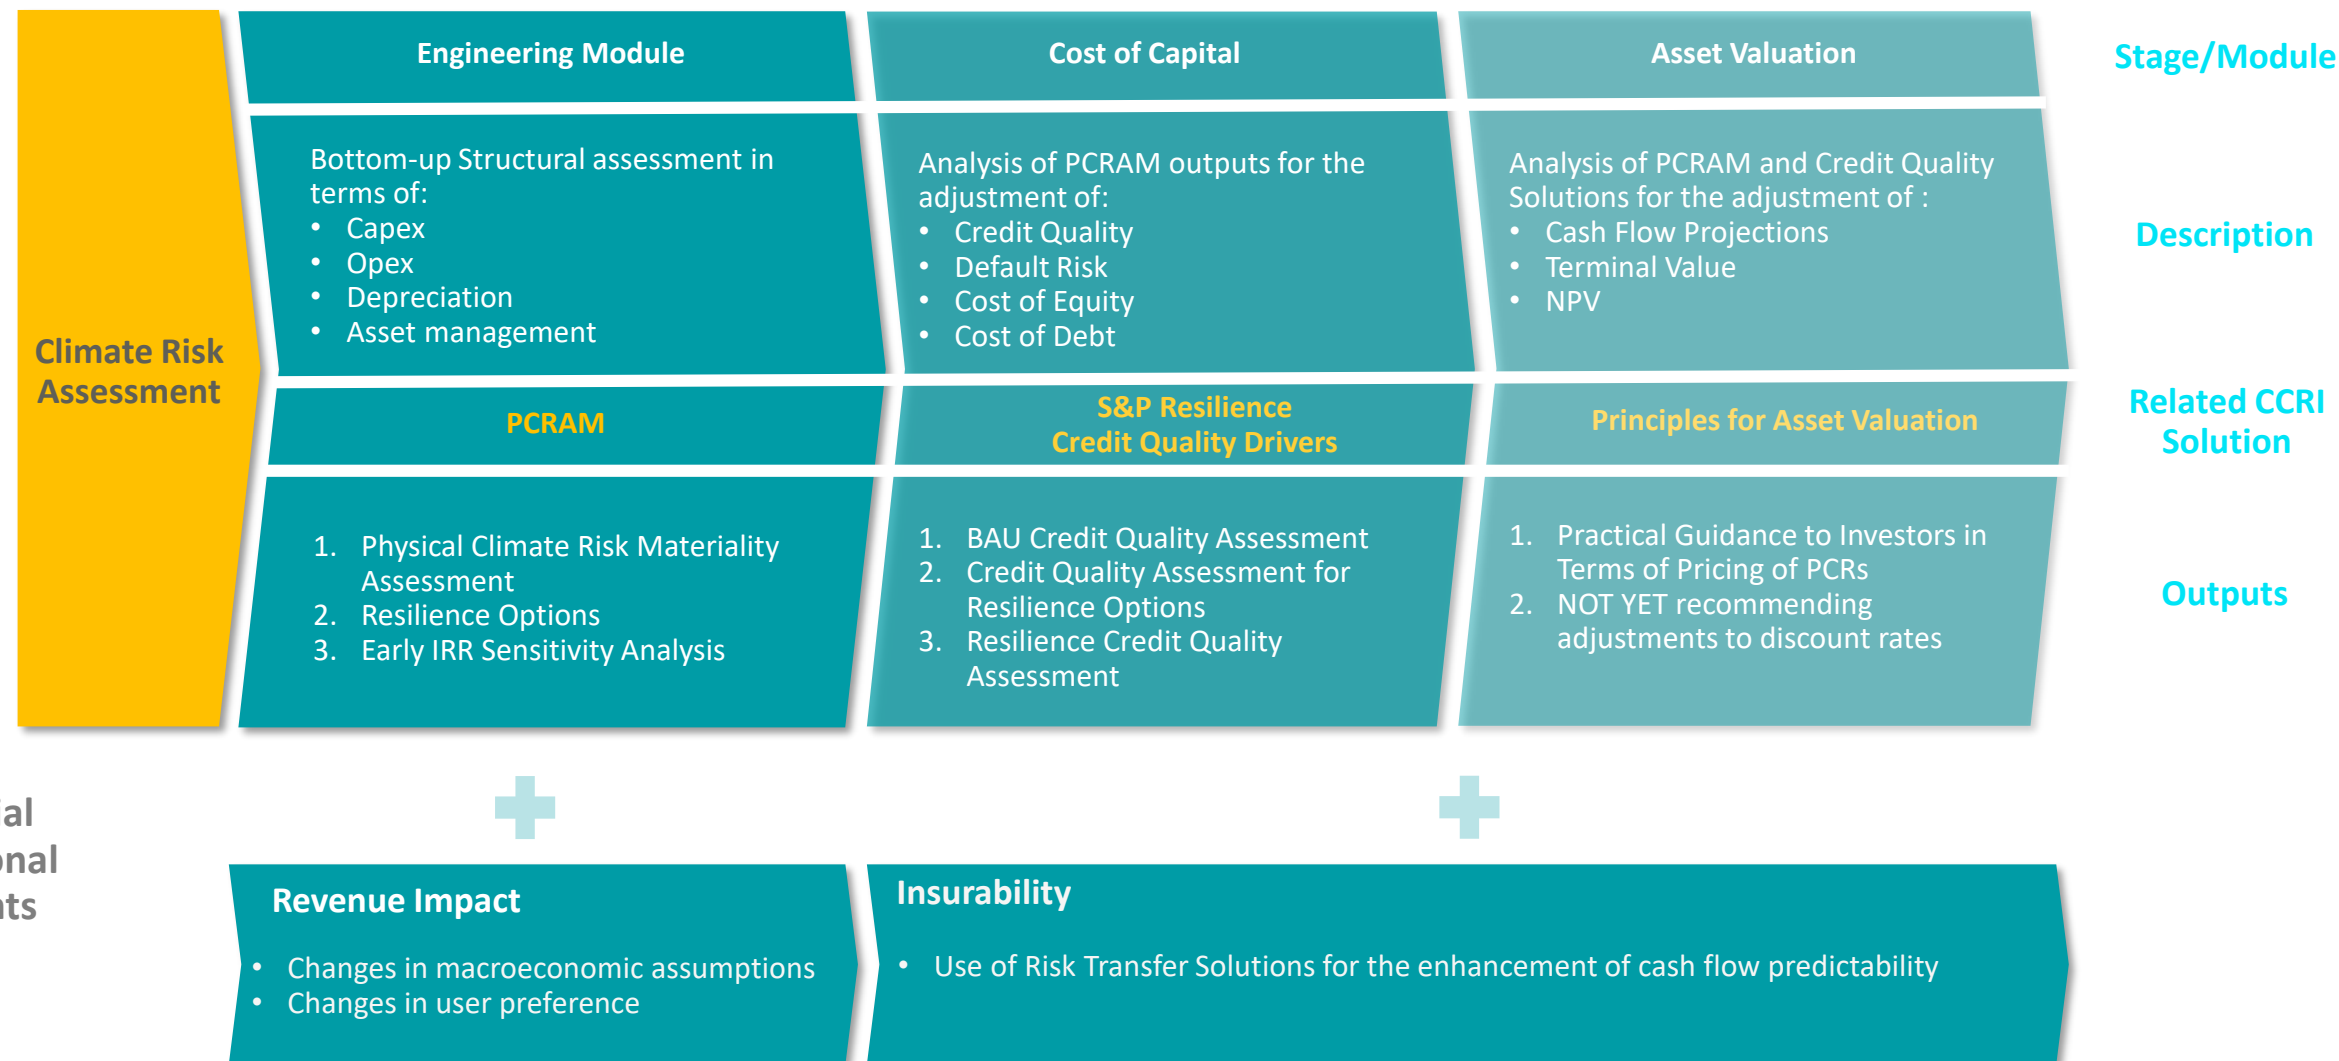 Engineering Module
Cost of Capital
Asset Valuation
Stage/Module
Climate Risk
Assessment
Bottom-up Structural assessment in
terms of:
• Capex
• Opex
• Depreciation
• Asset management
Analysis of PCRAM outputs for the
adjustment of:
• Credit Quality
• Default Risk
• Cost of Equity
• Cost of Debt
Analysis of PCRAM and Credit Quality
Solutions for the adjustment of :
• Cash Flow Projections
• Terminal Value
• NPV
Description
PCRAM
S&P Resilience
Credit Quality Drivers
Principles for Asset Valuation
Related CCRI
Solution
1. Physical Climate Risk Materiality
Assessment
2. Resilience Options
3. Early IRR Sensitivity Analysis
1. BAU Credit Quality Assessment
2. Credit Quality Assessment for
Resilience Options
3. Resilience Credit Quality
Assessment
1. Practical Guidance to Investors in
Terms of Pricing of PCRs
2. NOT YET recommending
adjustments to discount rates
Outputs
Revenue Impact
• Changes in macroeconomic assumptions
• Changes in user preference
Insurability
• Use of Risk Transfer Solutions for the enhancement of cash flow predictability